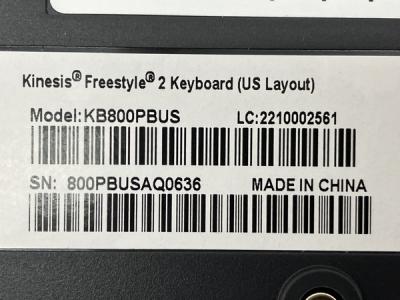 Kinesis® Freestyle® 2 Keyboard (US Layout)
Model:KB800PBUS LC:2210002561
SN: 800PBUSAQ0636 MADE IN CHINA